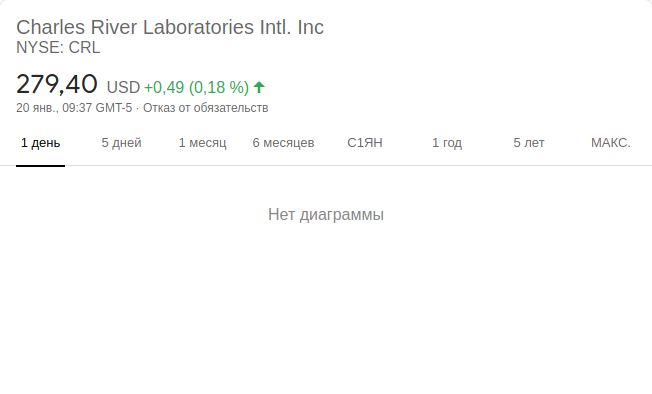 Charles River Laboratories Intl. Inc
NYSE: CRL
279,40 USD +0,49 (0,18 %)
20 янв., 09:37 GMT-5 · Отказ от обязательств
1 день 5 дней 1 месяц 6 месяцев С1ЯН 1 год 5 лет МАКС.
Нет диаграммы